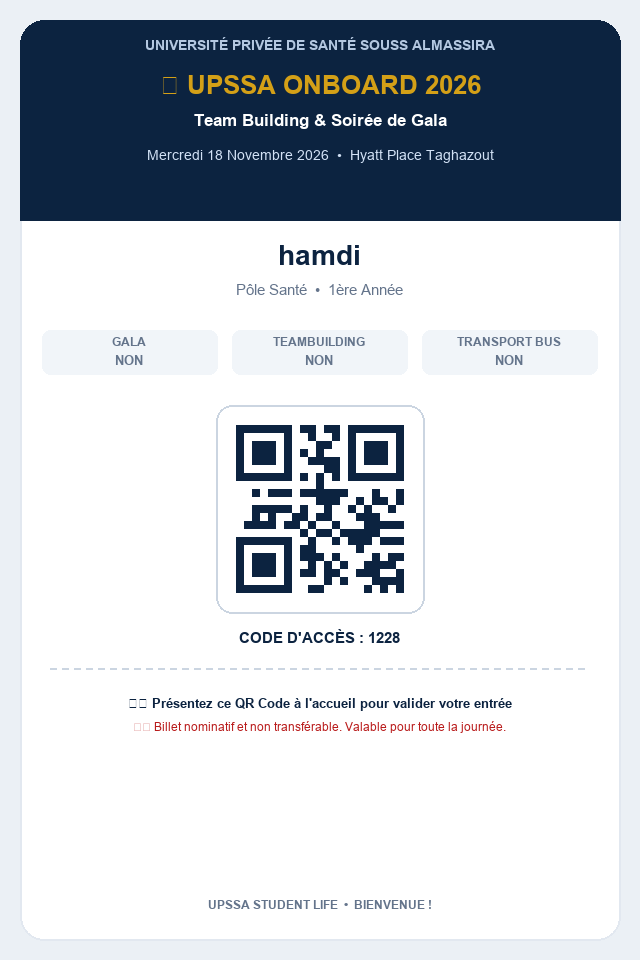 UNIVERSITÉ PRIVÉE DE SANTÉ SOUSS ALMASSIRA
UPSSA ONBOARD 2026
Team Building & Soirée de Gala
Mercredi 18 Novembre 2026 • Hyatt Place Taghazout
hamdi
Pôle Santé • 1ère Année
GALA
NON
TEAMBUILDING
NON
TRANSPORT BUS
NON
CODE D'ACCÈS : 1228
Présentez ce QR Code à l'accueil pour valider votre entrée
Billet nominatif et non transférable. Valable pour toute la journée.
UPSSA STUDENT LIFE • BIENVENUE !